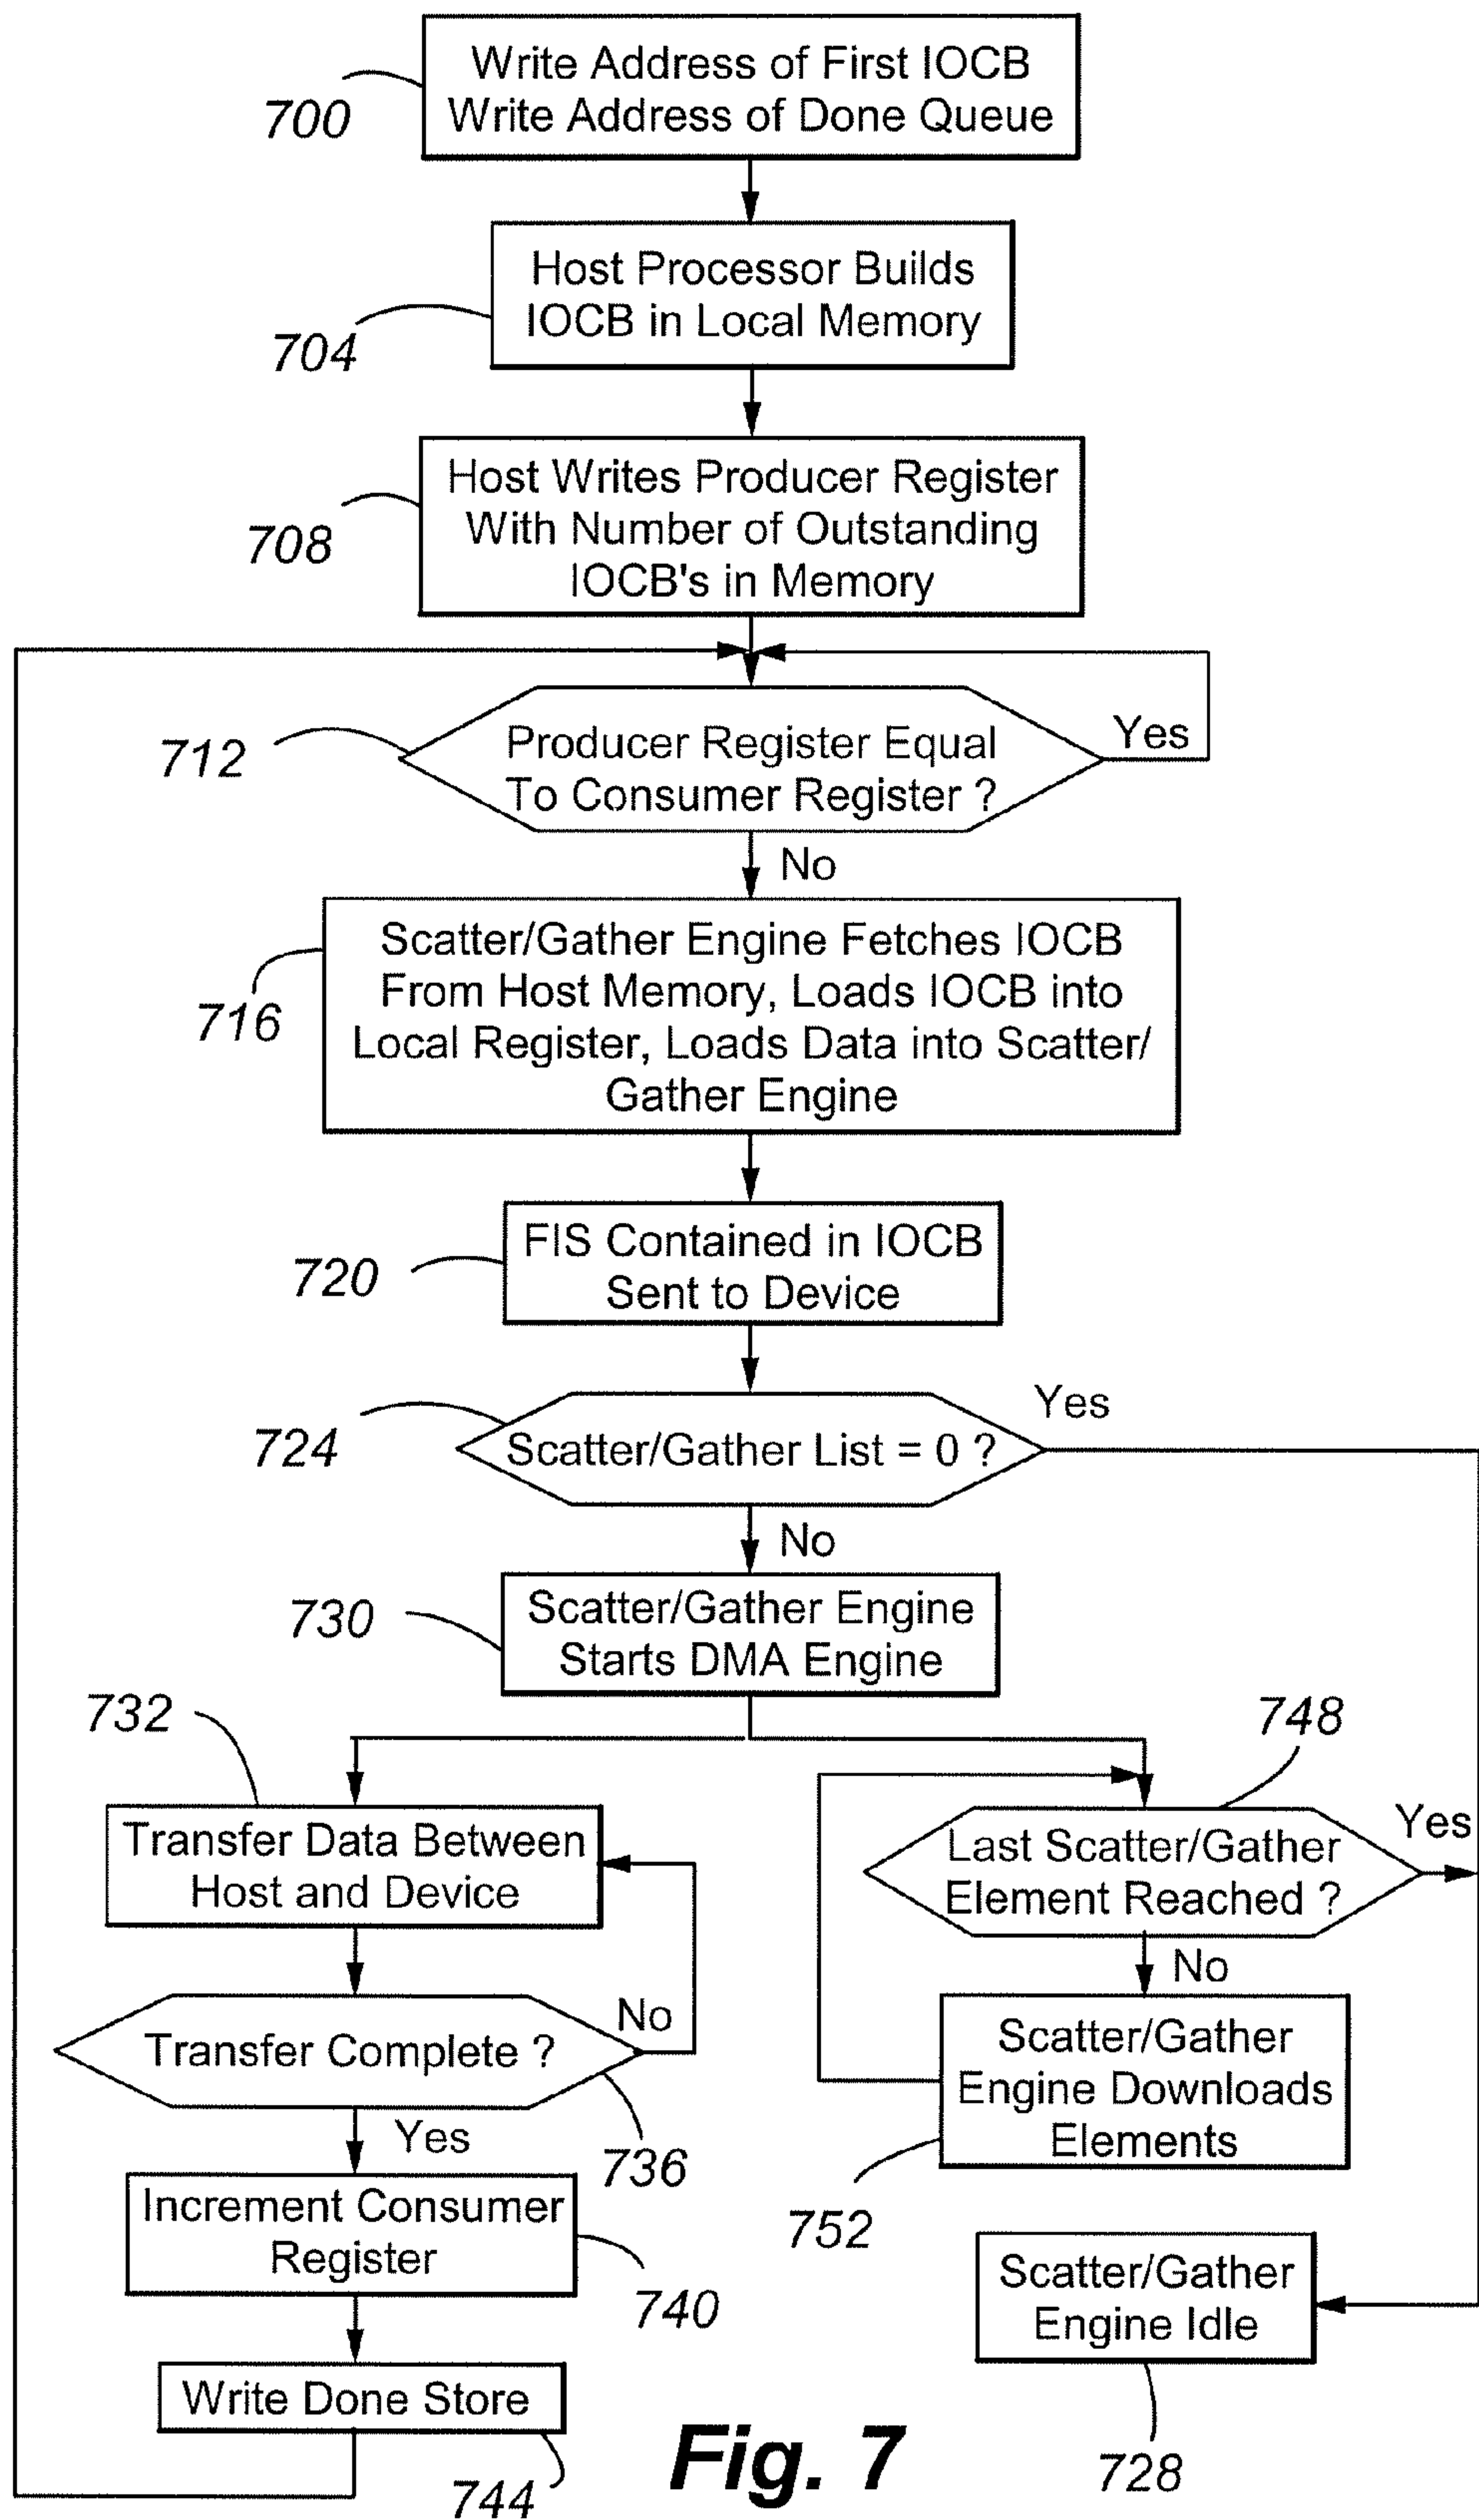 Write Address of First IOCB
Write Address of Done Queue
700
Host Processor Builds
IOCB in Local Memory
704
Host Writes Producer Register
With Number of Outstanding
IOCB's in Memory
708
Producer Register Equal
To Consumer Register ?
Yes
712
No
Scatter/Gather Engine Fetches IOCB
From Host Memory, Loads IOCB into
Local Register, Loads Data into Scatter/
Gather Engine
716
FIS Contained in IOCB
Sent to Device
720
Yes
Scatter/Gather List = 0 ?
724
No
Scatter/Gather Engine
Starts DMA Engine
730
732
748
Transfer Data Between
Host and Device
Yes
Last Scatter/Gather
Element Reached ?
No
No
Transfer Complete ?
Scatter/Gather
Engine Downloads
Elements
Yes
736
752
Increment Consumer
Register
740
Scatter/Gather
Engine Idle
Write Done Store
744
728
Fig. 7